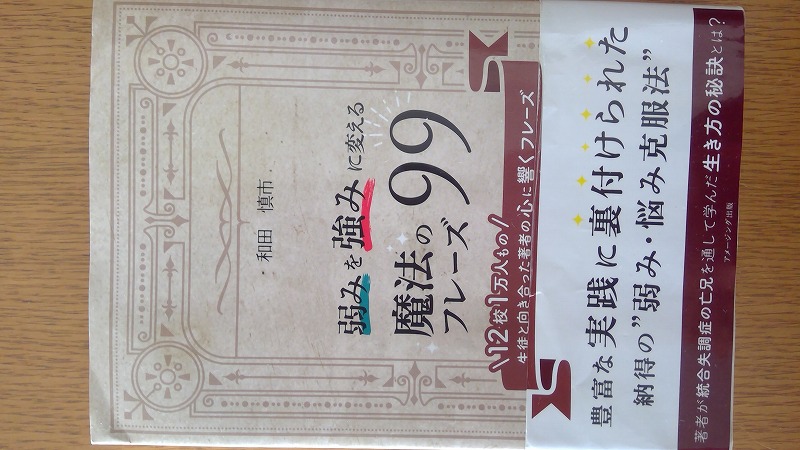 和田 慎市
弱みを強みに変える
魔法の
フレーズ 99
12校1万人もの
生徒と向き合った著者の心に響くフレーズ
豊富な実践に裏付けられた
納得の”弱み・悩み克服法”
著者が統合失調症の亡兄を通して学んだ生き方の秘訣とは?
アメージング出版